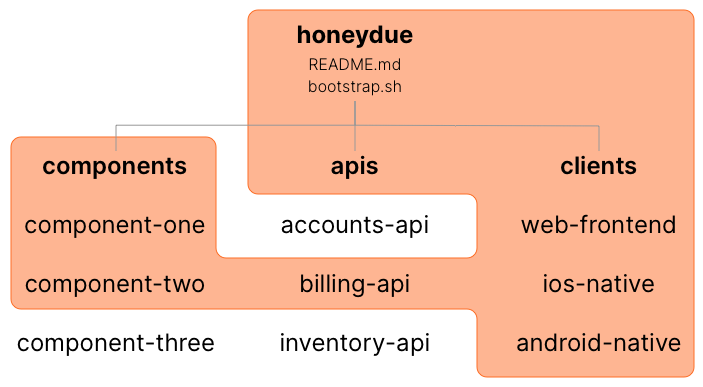 honeydue
README.md
bootstrap.sh
components
apis
clients
component-one
accounts-api
web-frontend
component-two
billing-api
ios-native
component-three
inventory-api
android-native